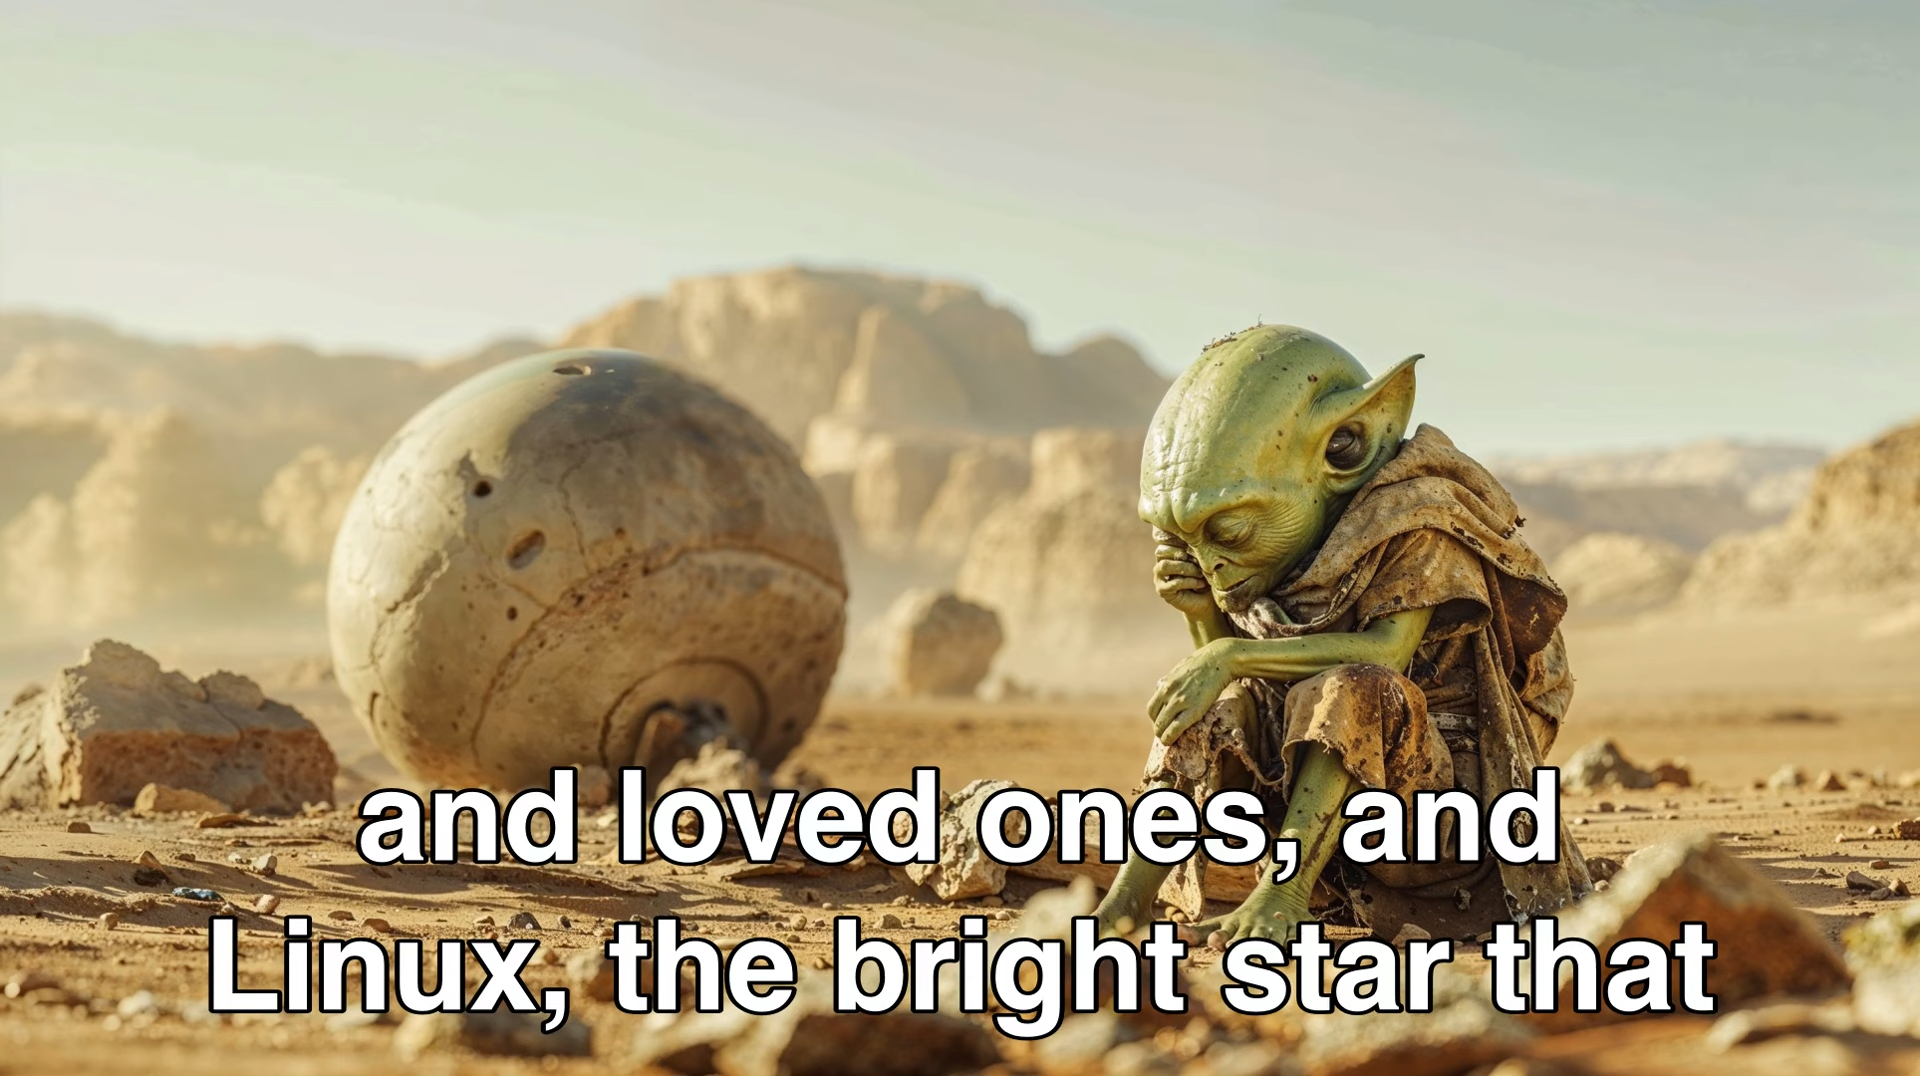 and loved ones, and
Linux, the bright star that